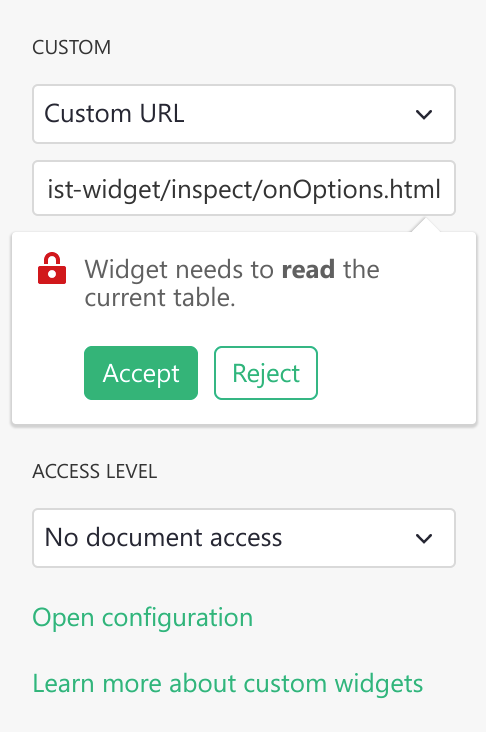 CUSTOM
Custom URL
ist-widget/inspect/onOptions.html
Widget needs to read the
current table.
Accept
Reject
ACCESS LEVEL
No document access
Open configuration
Learn more about custom widgets